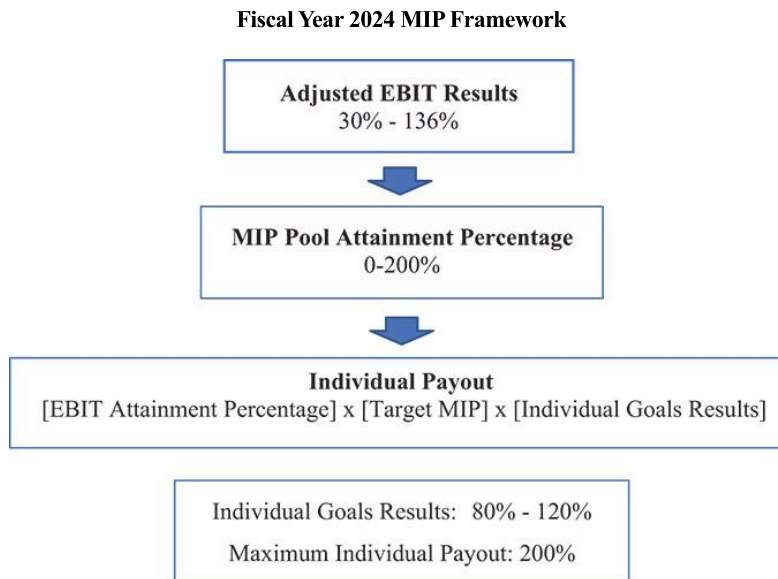 Fiscal Year 2024 MIP Framework
Adjusted EBIT Results
30% - 136%
MIP Pool Attainment Percentage
0-200%
Individual Payout
[EBIT Attainment Percentage] x [Target MIP] x [Individual Goals Results]
Individual Goals Results: 80% - 120%
Maximum Individual Payout: 200%